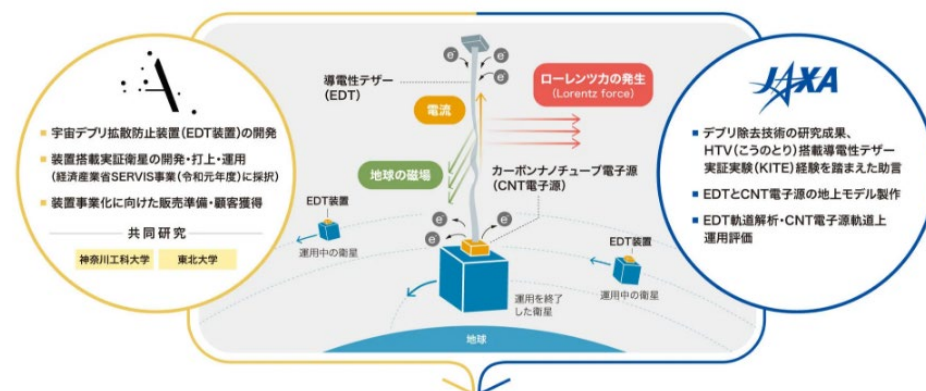 ■ 宇宙デブリ拡散防止装置(EDT装置)の開発
■ 装置搭載実証衛星の開発・打上・運用
(経済産業省SERVIS事業(令和元年度)に採択)
■ 装置事業化に向けた販売準備・顧客獲得
共同研究
神奈川工科大学
東北大学
e⁻
e⁻
e⁻
e⁻
導電性テザー
(EDT)
電流
ローレンツ力の発生
(Lorentz force)
地球の磁場
カーボンナノチューブ電子源
(CNT電子源)
EDT装置
運用中の衛星
e⁻
e⁻
e⁻
EDT装置
運用中の衛星
運用を終了
した衛星
地球
JAXA
■ デブリ除去技術の研究成果、
HTV(こうのとり)搭載導電性テザー
実証実験(KITE)経験を踏まえた助言
■ EDTとCNT電子源の地上モデル製作
■ EDT軌道解析・CNT電子源軌道上
運用評価